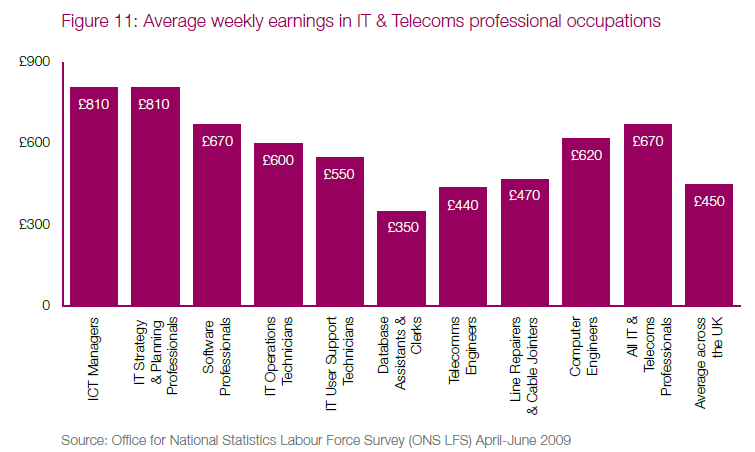 Figure 11: Average weekly earnings in IT & Telecoms professional occupations
£900
£600
£300
0
£810
£810
£670
£600
£550
£350
£440
£470
£620
£670
£450
ICT Managers
IT Strategy
& Planning
Professionals
Software
Professionals
IT Operations
Technicians
IT User Support
Technicians
Database
Assistants &
Clerks
Telecomms
Engineers
Line Repairers
& Cable Jointers
Computer
Engineers
All IT &
Telecoms
Professionals
Average across
the UK
Source: Office for National Statistics Labour Force Survey (ONS LFS) April-June 2009